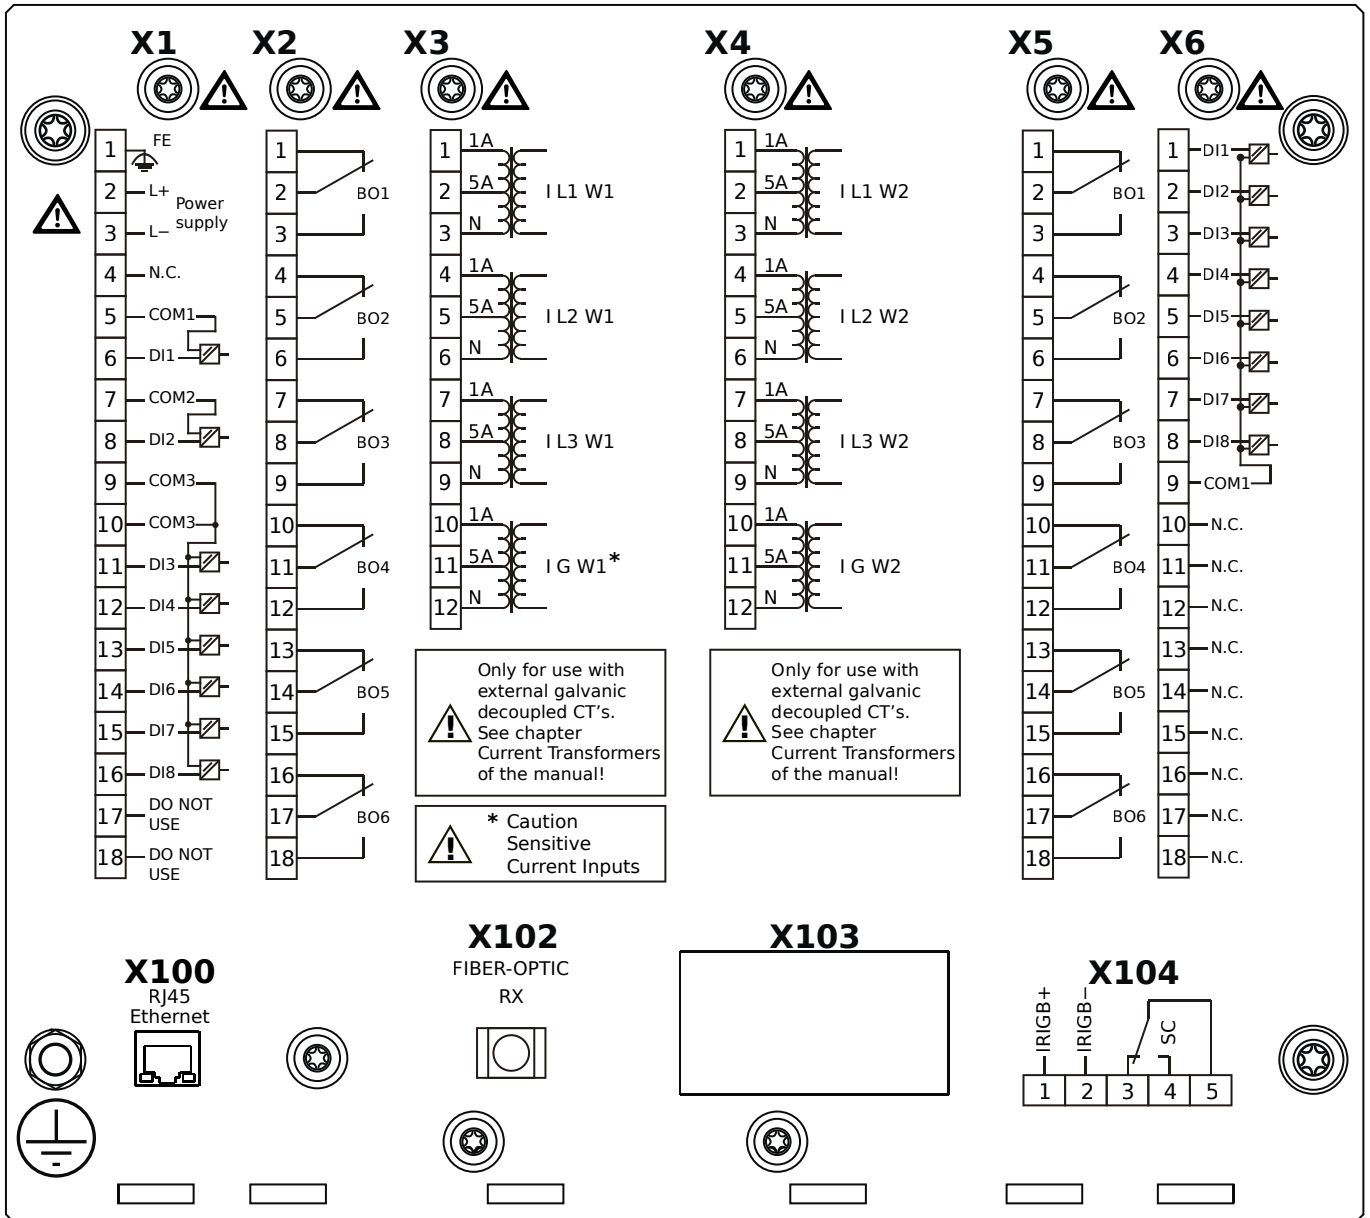 X1
X2
X3
X4
X5
X6
1 FE
2 L+
Power
supply
3 L−
4 N.C.
5 COM1
6 DI1
7 COM2
8 DI2
9 COM3
10 COM3
11 DI3
12 DI4
13 DI5
14 DI6
15 DI7
16 DI8
17 DO NOT
USE
18 DO NOT
USE
1
2 BO1
3
4
5 BO2
6
7
8 BO3
9
10
11 BO4
12
13
14 BO5
15
16
17 BO6
18
1 1A
2 5A I L1 W1
3 N
4 1A
5 5A I L2 W1
6 N
7 1A
8 5A I L3 W1
9 N
10 1A
11 5A I G W1*
12 N
Only for use with
external galvanic
decoupled CT's.
See chapter
Current Transformers
of the manual!
* Caution
Sensitive
Current Inputs
1 1A
2 5A I L1 W2
3 N
4 1A
5 5A I L2 W2
6 N
7 1A
8 5A I L3 W2
9 N
10 1A
11 5A I G W2
12 N
Only for use with
external galvanic
decoupled CT's.
See chapter
Current Transformers
of the manual!
1
2 BO1
3
4
5 BO2
6
7
8 BO3
9
10
11 BO4
12
13
14 BO5
15
16
17 BO6
18
1 DI1
2 DI2
3 DI3
4 DI4
5 DI5
6 DI6
7 DI7
8 DI8
9 COM1
10 N.C.
11 N.C.
12 N.C.
13 N.C.
14 N.C.
15 N.C.
16 N.C.
17 N.C.
18 N.C.
X100
RJ45
Ethernet
X102
FIBER-OPTIC
RX
X103
X104
IRIGB+
IRIGB−
SC
1 2 3 4 5